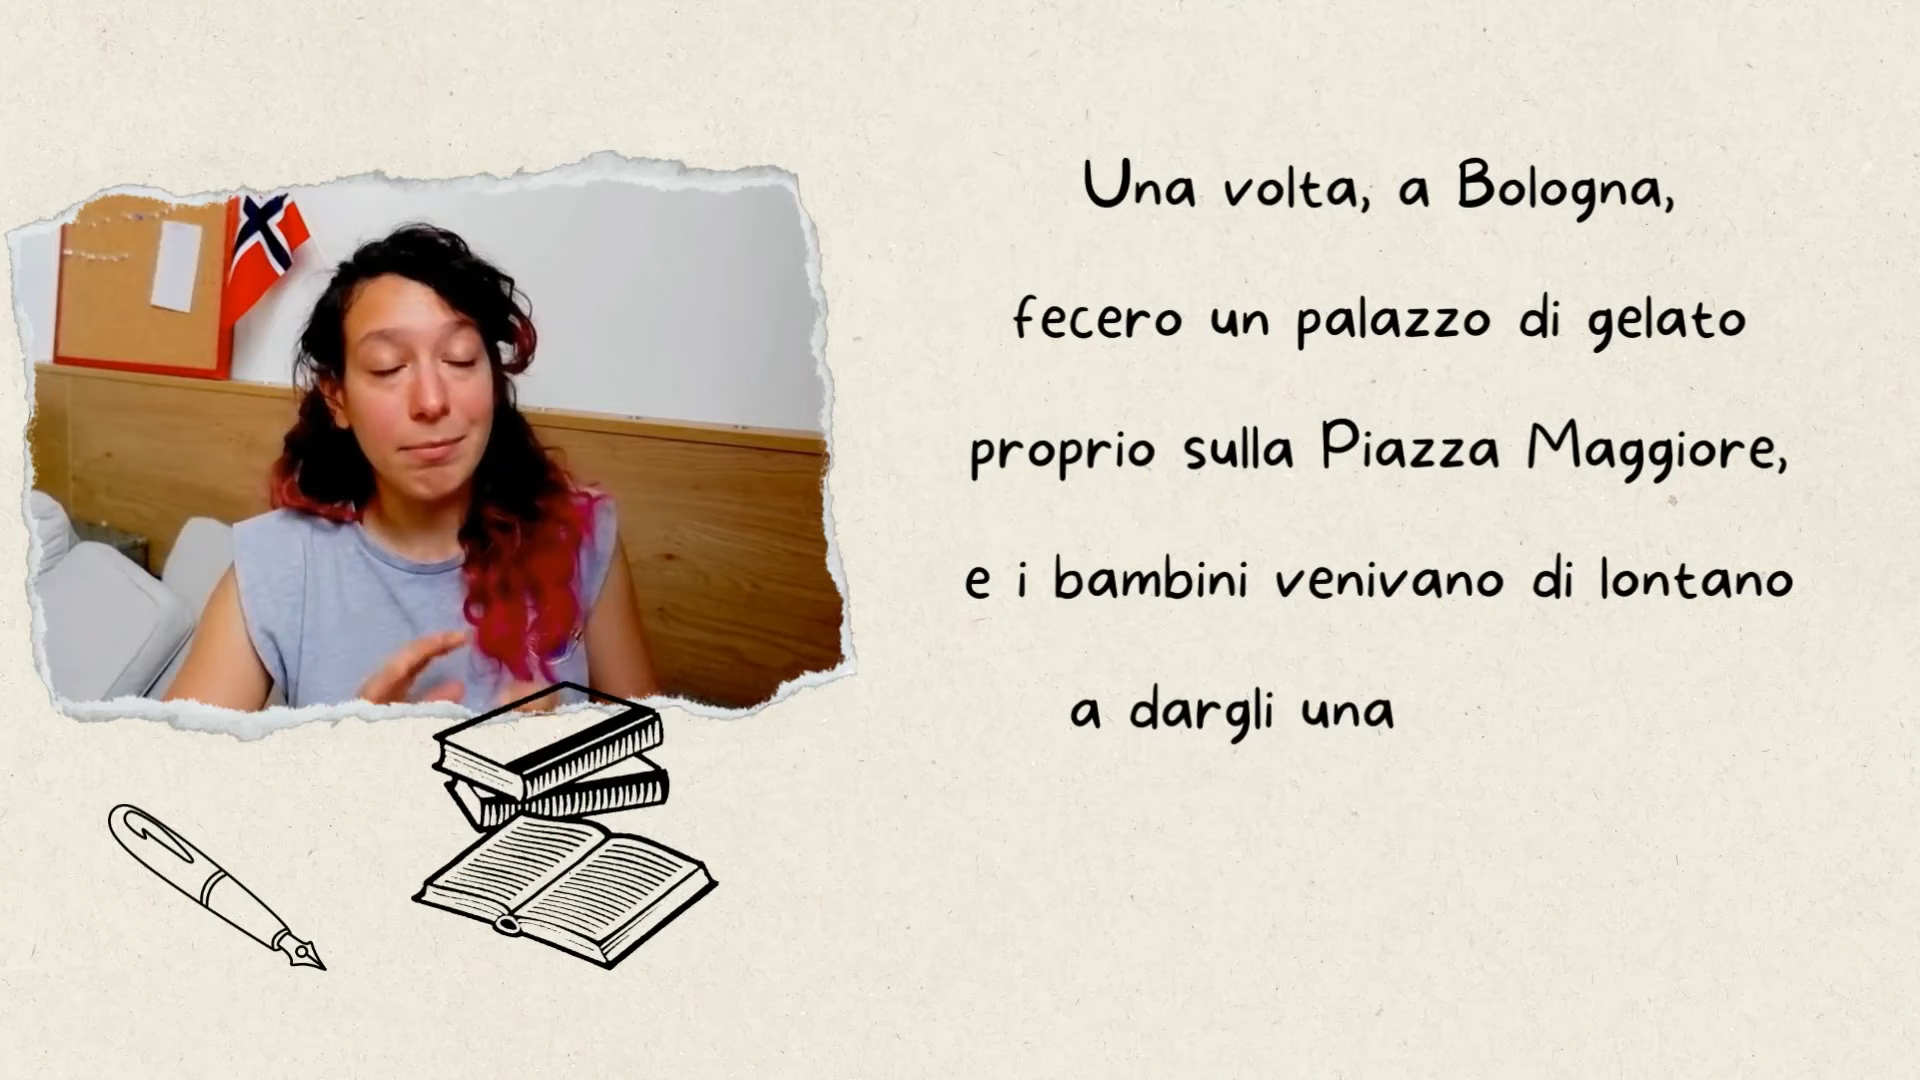 Una volta, a Bologna,
fecero un palazzo di gelato
proprio sulla Piazza Maggiore,
e i bambini venivano di lontano
a dargli una